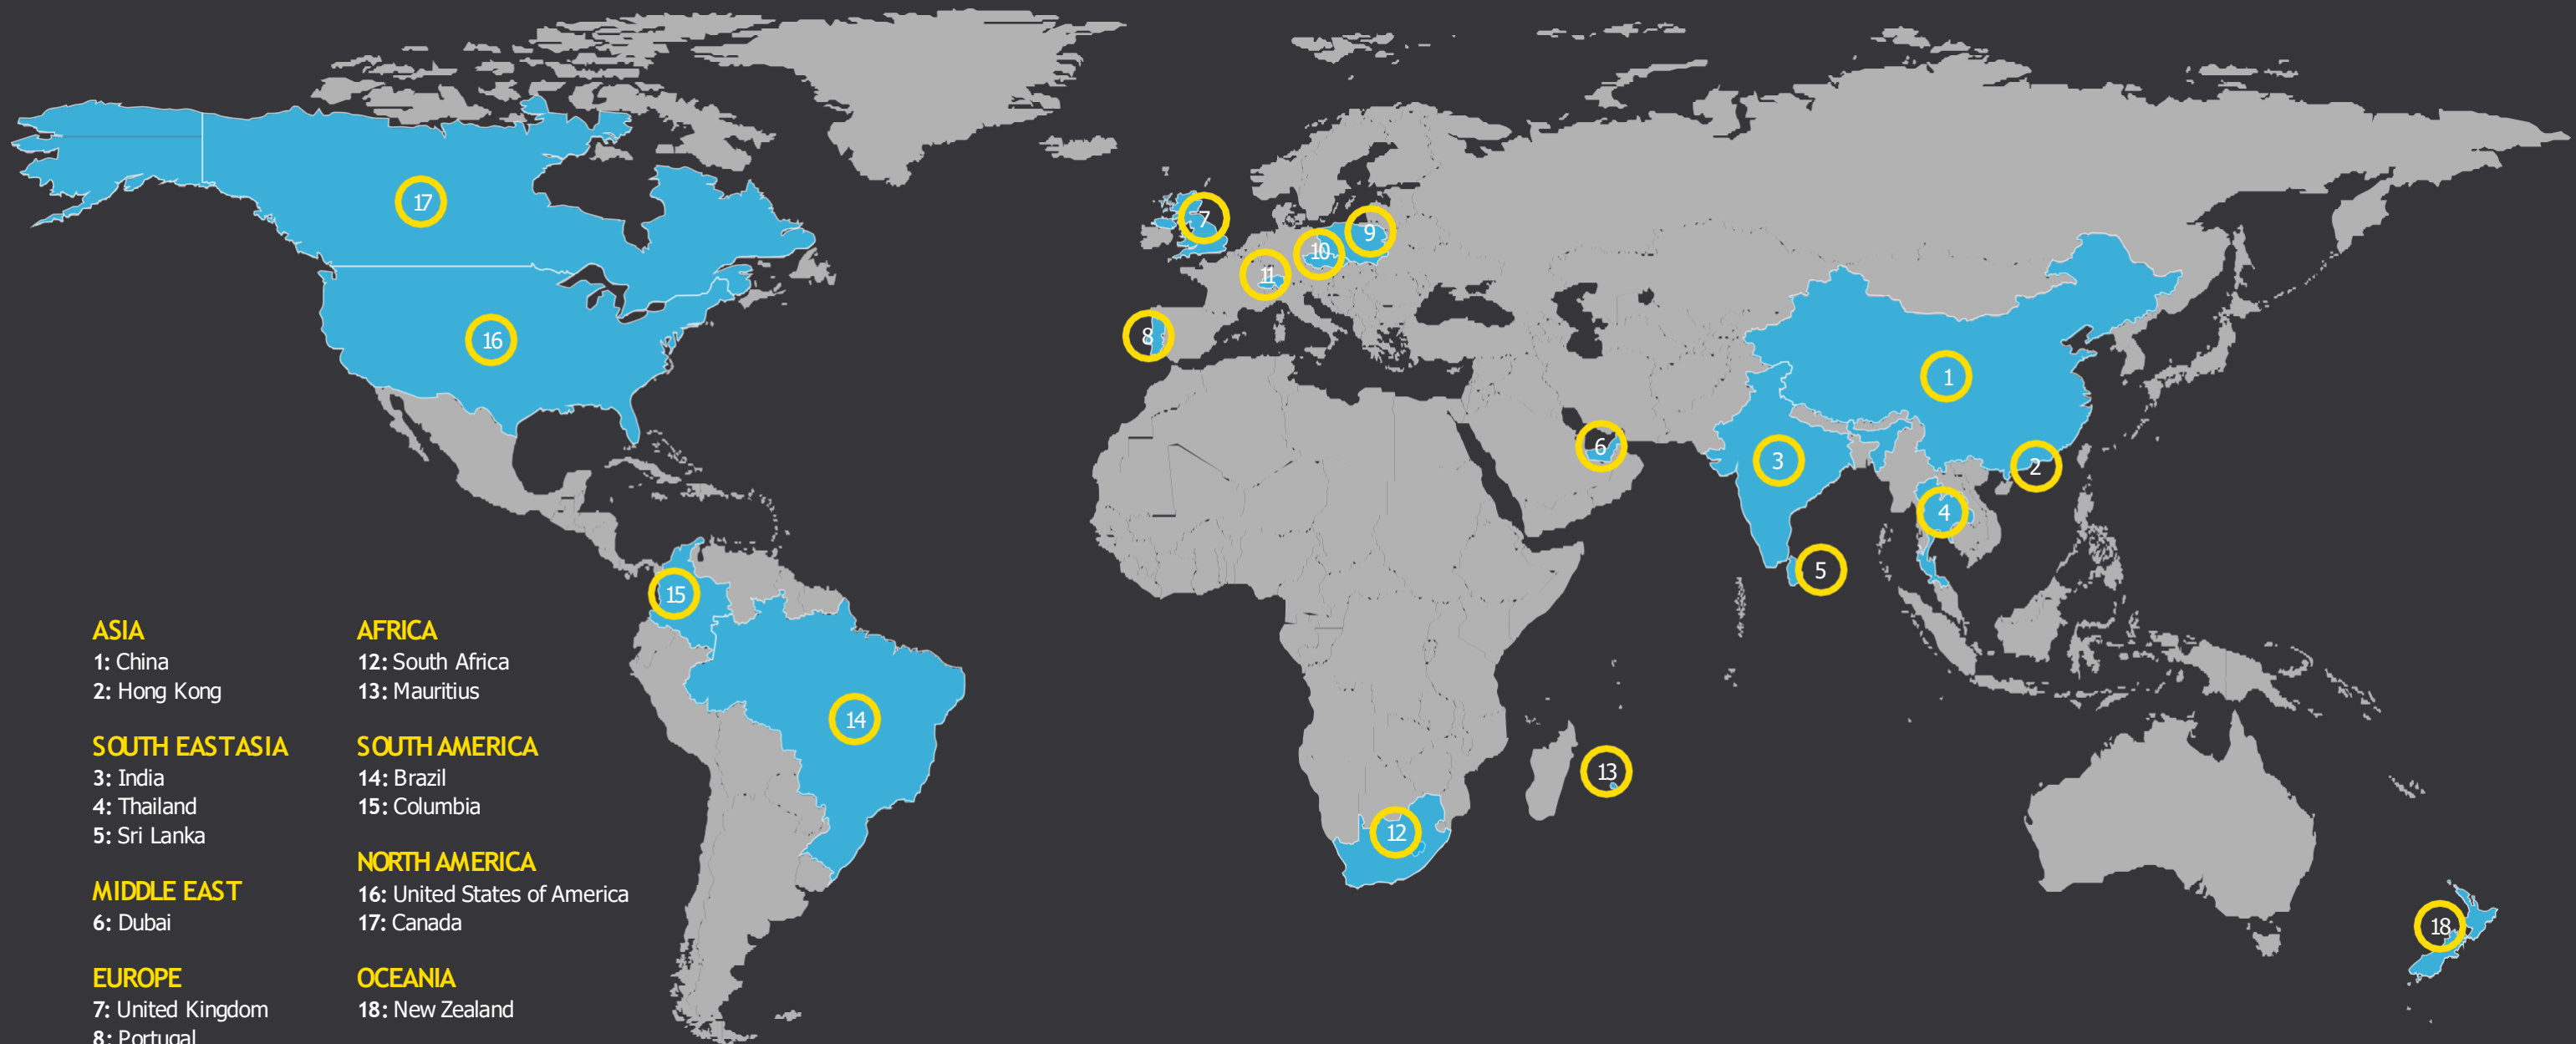 17
7
9
10
11
16
8
1
6
3
2
4
5
15
14
13
12
18
ASIA
1: China
2: Hong Kong
SOUTH EAST ASIA
3: India
4: Thailand
5: Sri Lanka
MIDDLE EAST
6: Dubai
EUROPE
7: United Kingdom
8: Portugal
AFRICA
12: South Africa
13: Mauritius
SOUTH AMERICA
14: Brazil
15: Columbia
NORTH AMERICA
16: United States of America
17: Canada
OCEANIA
18: New Zealand